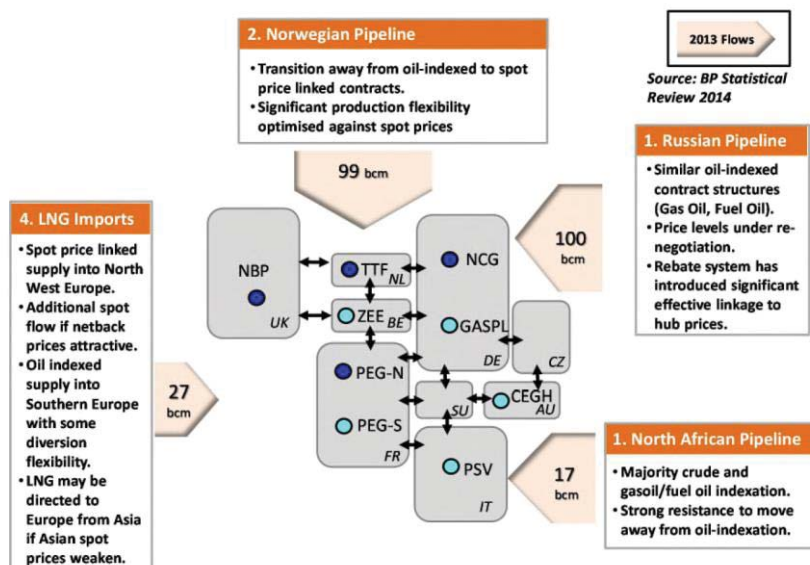 2. Norwegian Pipeline
• Transition away from oil-indexed to spot
price linked contracts.
• Significant production flexibility
optimised against spot prices
2013 Flows
Source: BP Statistical
Review 2014
1. Russian Pipeline
• Similar oil-indexed
contract structures
(Gas Oil, Fuel Oil).
• Price levels under re-
negotiation.
• Rebate system has
introduced significant
effective linkage to
hub prices.
99 bcm
100
bcm
4. LNG Imports
• Spot price linked
supply into North
West Europe.
• Additional spot
flow if netback
prices attractive.
• Oil indexed
supply into
Southern Europe
with some
diversion
flexibility.
• LNG may be
directed to
Europe from Asia
if Asian spot
prices weaken.
27
bcm
NBP
UK
TTF
NL
ZEE
BE
NCG
GASPL
DE
CZ
PEG-N
PEG-S
FR
SU
CEGH
AU
PSV
IT
17
bcm
1. North African Pipeline
• Majority crude and
gasoil/fuel oil indexation.
• Strong resistance to move
away from oil-indexation.